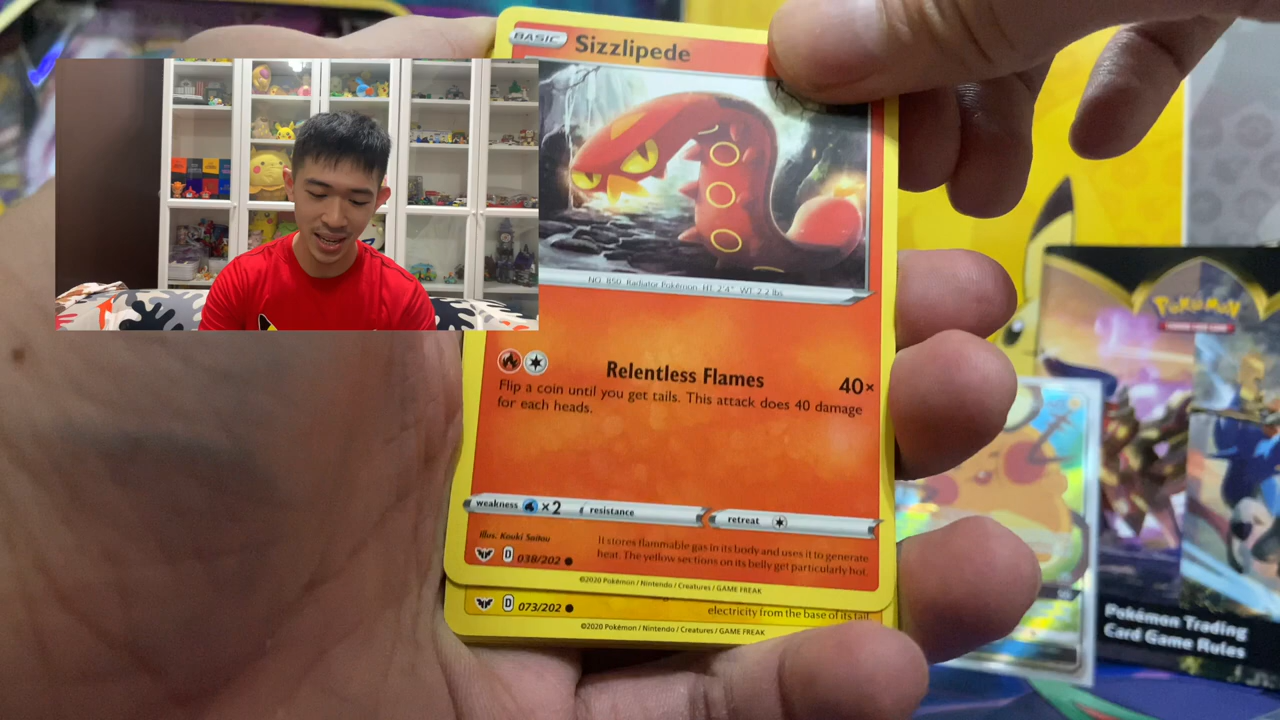 BASIC Sizzlipede
NO. 850 Radiator Pokémon HT: 2'4" WT: 2.2 lbs
Relentless Flames 40×
Flip a coin until you get tails. This attack does 40 damage
for each heads.
weakness ×2 resistance retreat
Illus. Kouki Saitou
It stores flammable gas in its body and uses it to generate
heat. The yellow sections on its belly get particularly hot.
D 038/202
©2020 Pokémon / Nintendo / Creatures / GAME FREAK
electricity from the base of its tail.
D 073/202
©2020 Pokémon / Nintendo / Creatures / GAME FREAK
Pokémon
Pokémon Trading
Card Game Rules